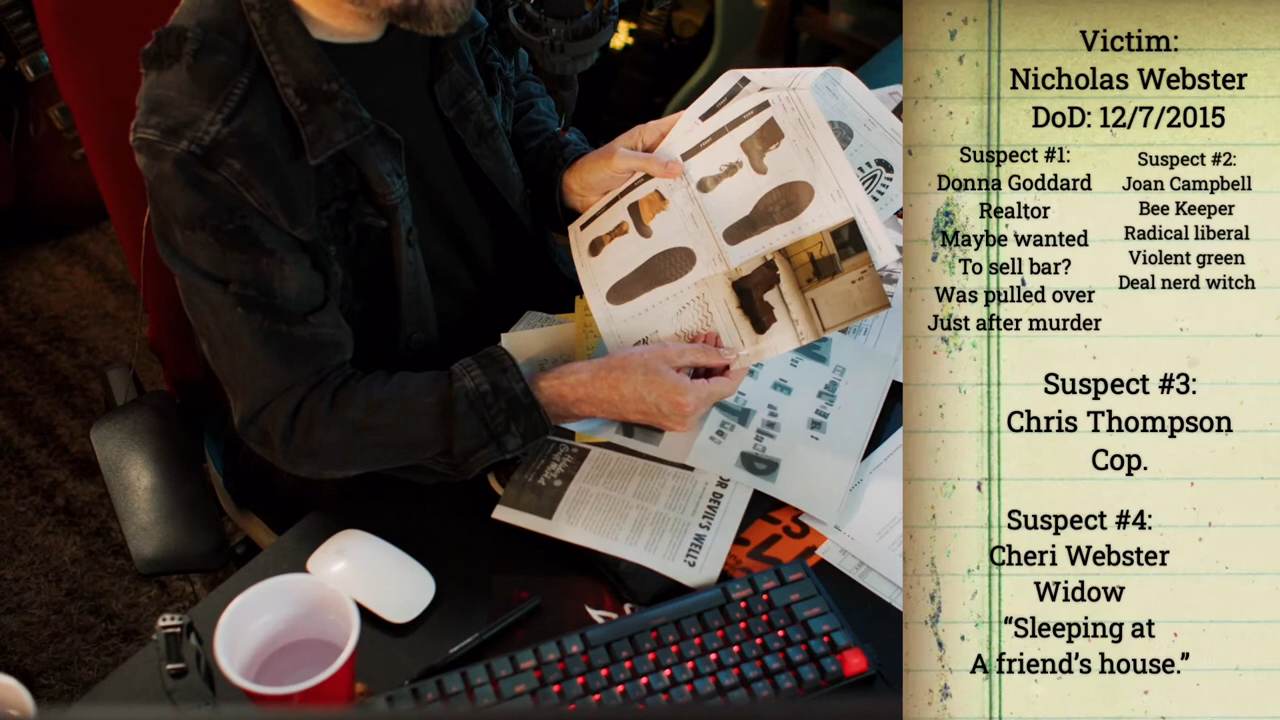 Victim:
Nicholas Webster
DoD: 12/7/2015
Suspect #1:
Donna Goddard
Realtor
Maybe wanted
To sell bar?
Was pulled over
Just after murder
Suspect #2:
Joan Campbell
Bee Keeper
Radical liberal
Violent green
Deal nerd witch
Suspect #3:
Chris Thompson
Cop.
Suspect #4:
Cheri Webster
Widow
“Sleeping at
A friend’s house.”
OR DEVIL'S WELL?